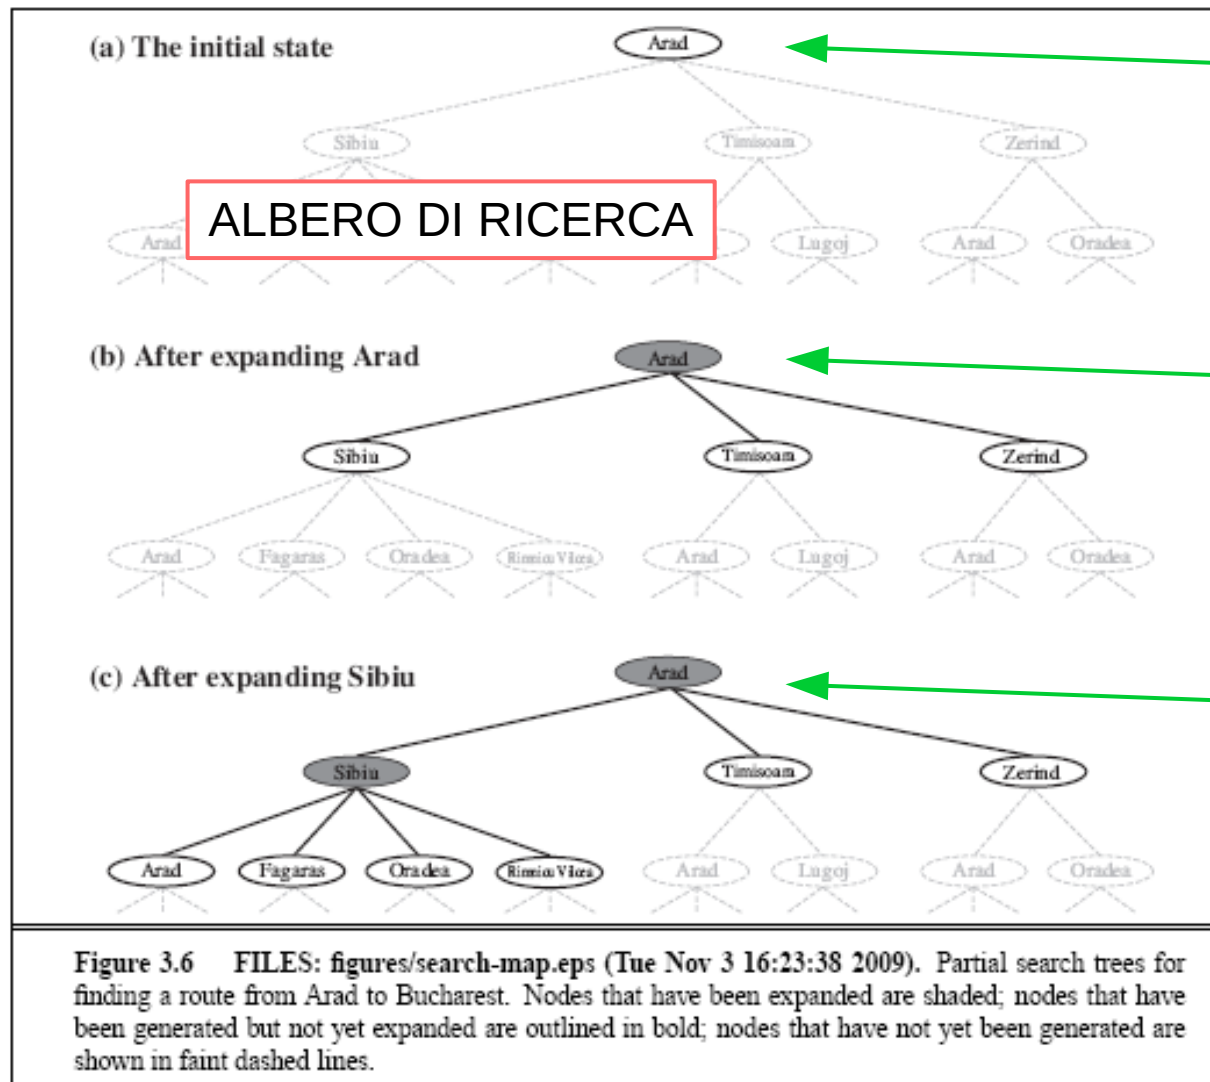 (a) The initial state
Arad
Sibiu Timisoara Zerind
ALBERO DI RICERCA
Arad Lugoj Arad Oradea
(b) After expanding Arad
Arad
Sibiu Timisoara Zerind
Arad Fagaras Oradea Rimnicu Vilcea Arad Lugoj Arad Oradea
(c) After expanding Sibiu
Arad
Sibiu Timisoara Zerind
Arad Fagaras Oradea Rimnicu Vilcea Arad Lugoj Arad Oradea
Figure 3.6 FILES: figures/search-map.eps (Tue Nov 3 16:23:38 2009). Partial search trees for
finding a route from Arad to Bucharest. Nodes that have been expanded are shaded; nodes that have
been generated but not yet expanded are outlined in bold; nodes that have not yet been generated are
shown in faint dashed lines.